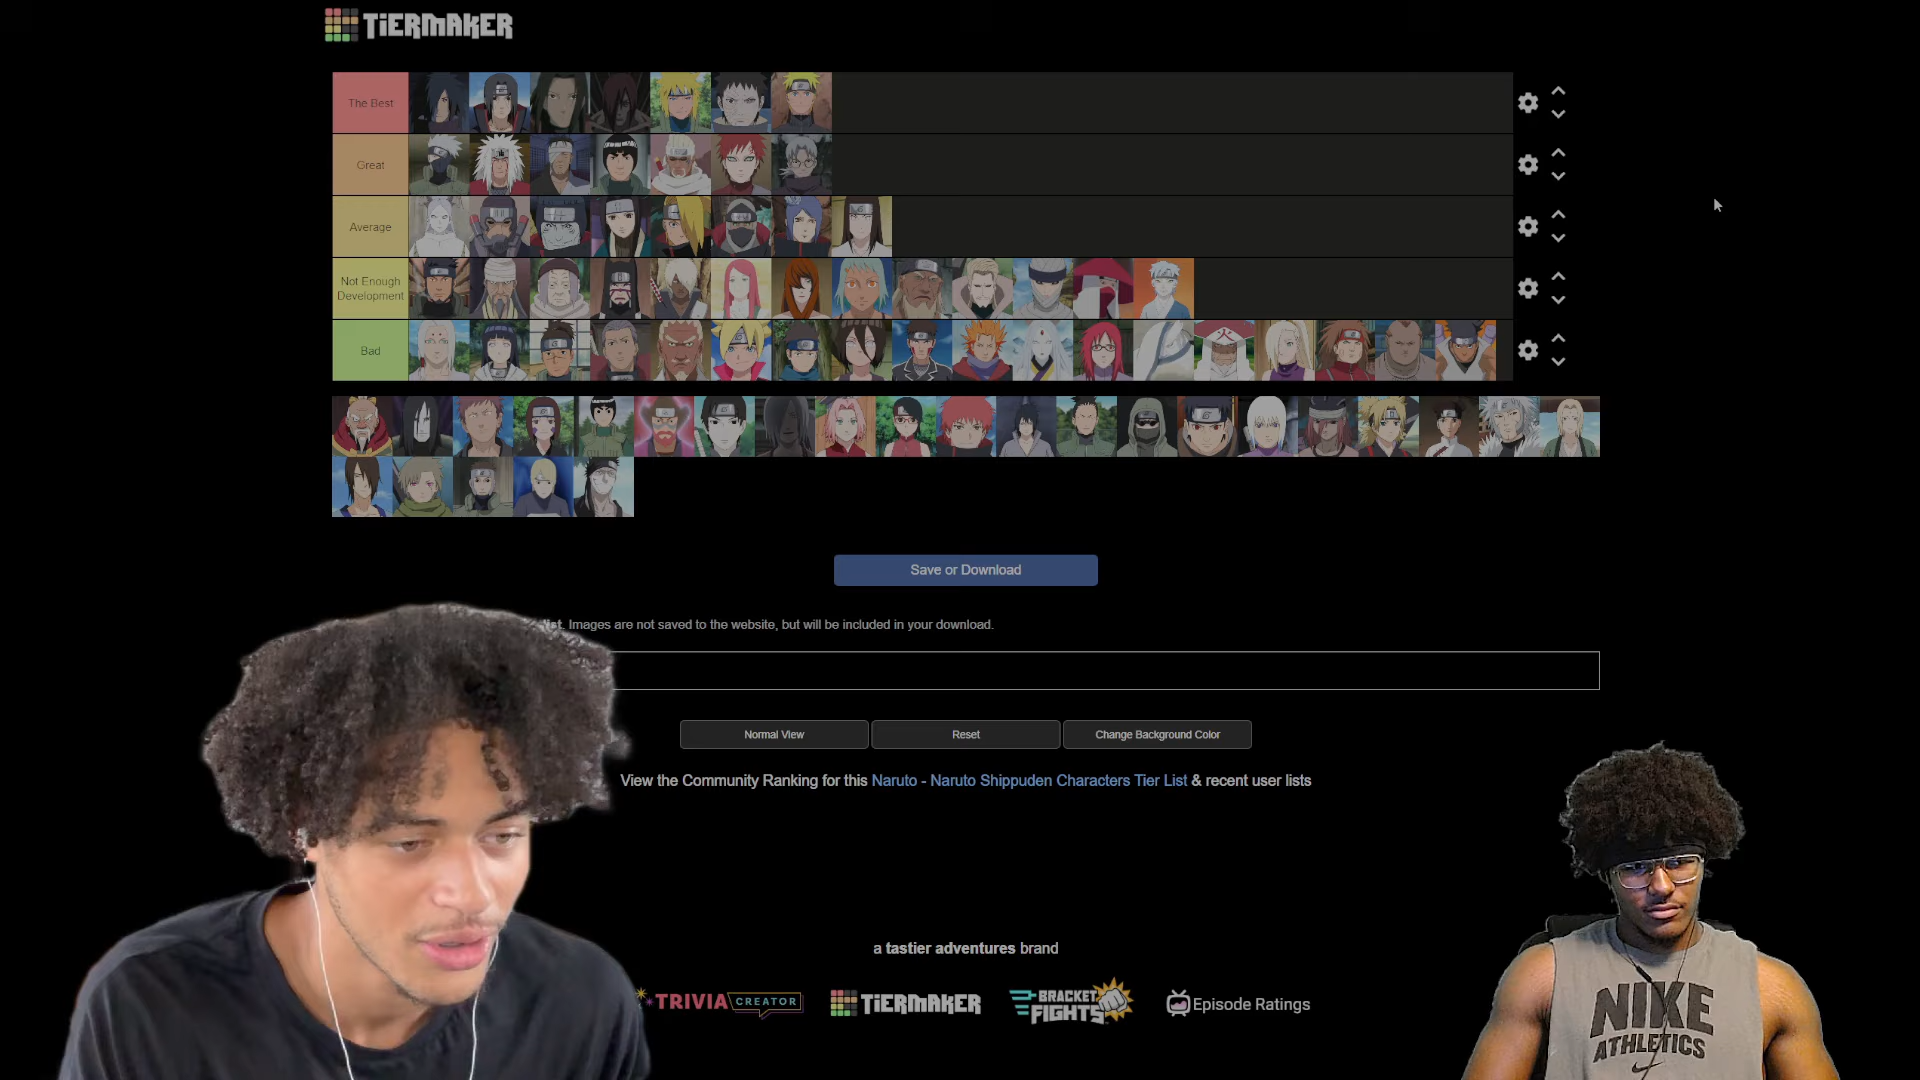 TiERMAKER
The Best
Great
Average
Not Enough
Development
Bad
Save or Download
list. Images are not saved to the website, but will be included in your download.
Normal View
Reset
Change Background Color
View the Community Ranking for this Naruto - Naruto Shippuden Characters Tier List & recent user lists
a tastier adventures brand
TRIVIA CREATOR
TiERMAKER
BRACKET
FIGHTS
Episode Ratings
NIKE
ATHLETICS